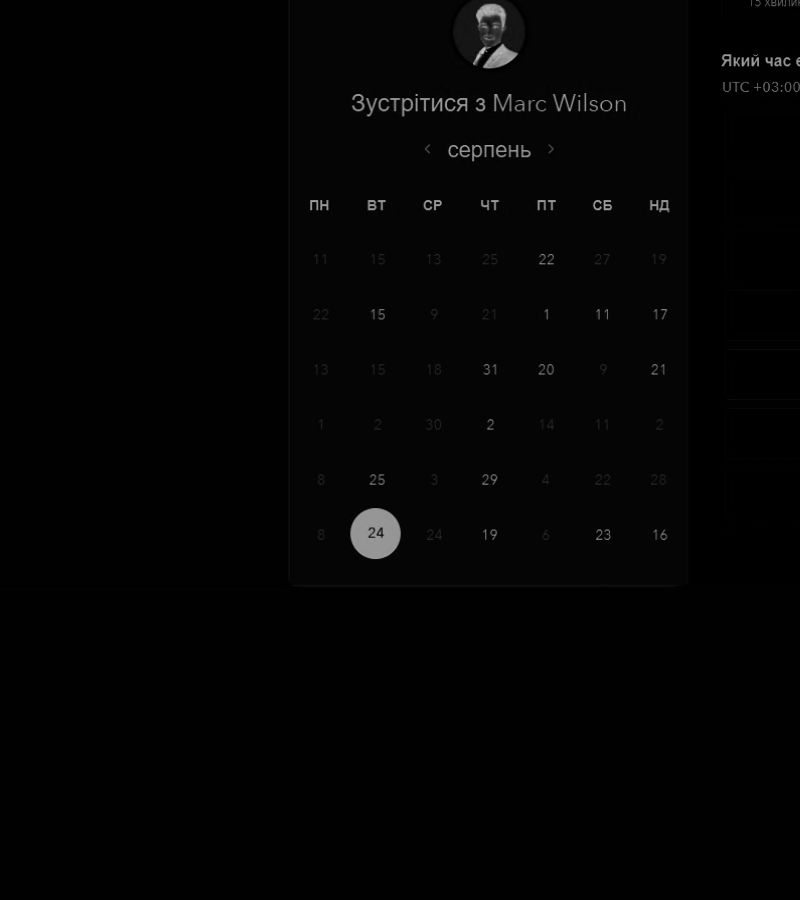 15 хвилин
Який час
UTC +03:00
Зустрітися з Marc Wilson
серпень
ПН ВТ СР ЧТ ПТ СБ НД
11 15 13 25 22 27 19
22 15 9 21 1 11 17
13 15 18 31 20 9 21
1 2 30 2 14 11 2
8 25 3 29 4 22 28
8 24 24 19 6 23 16